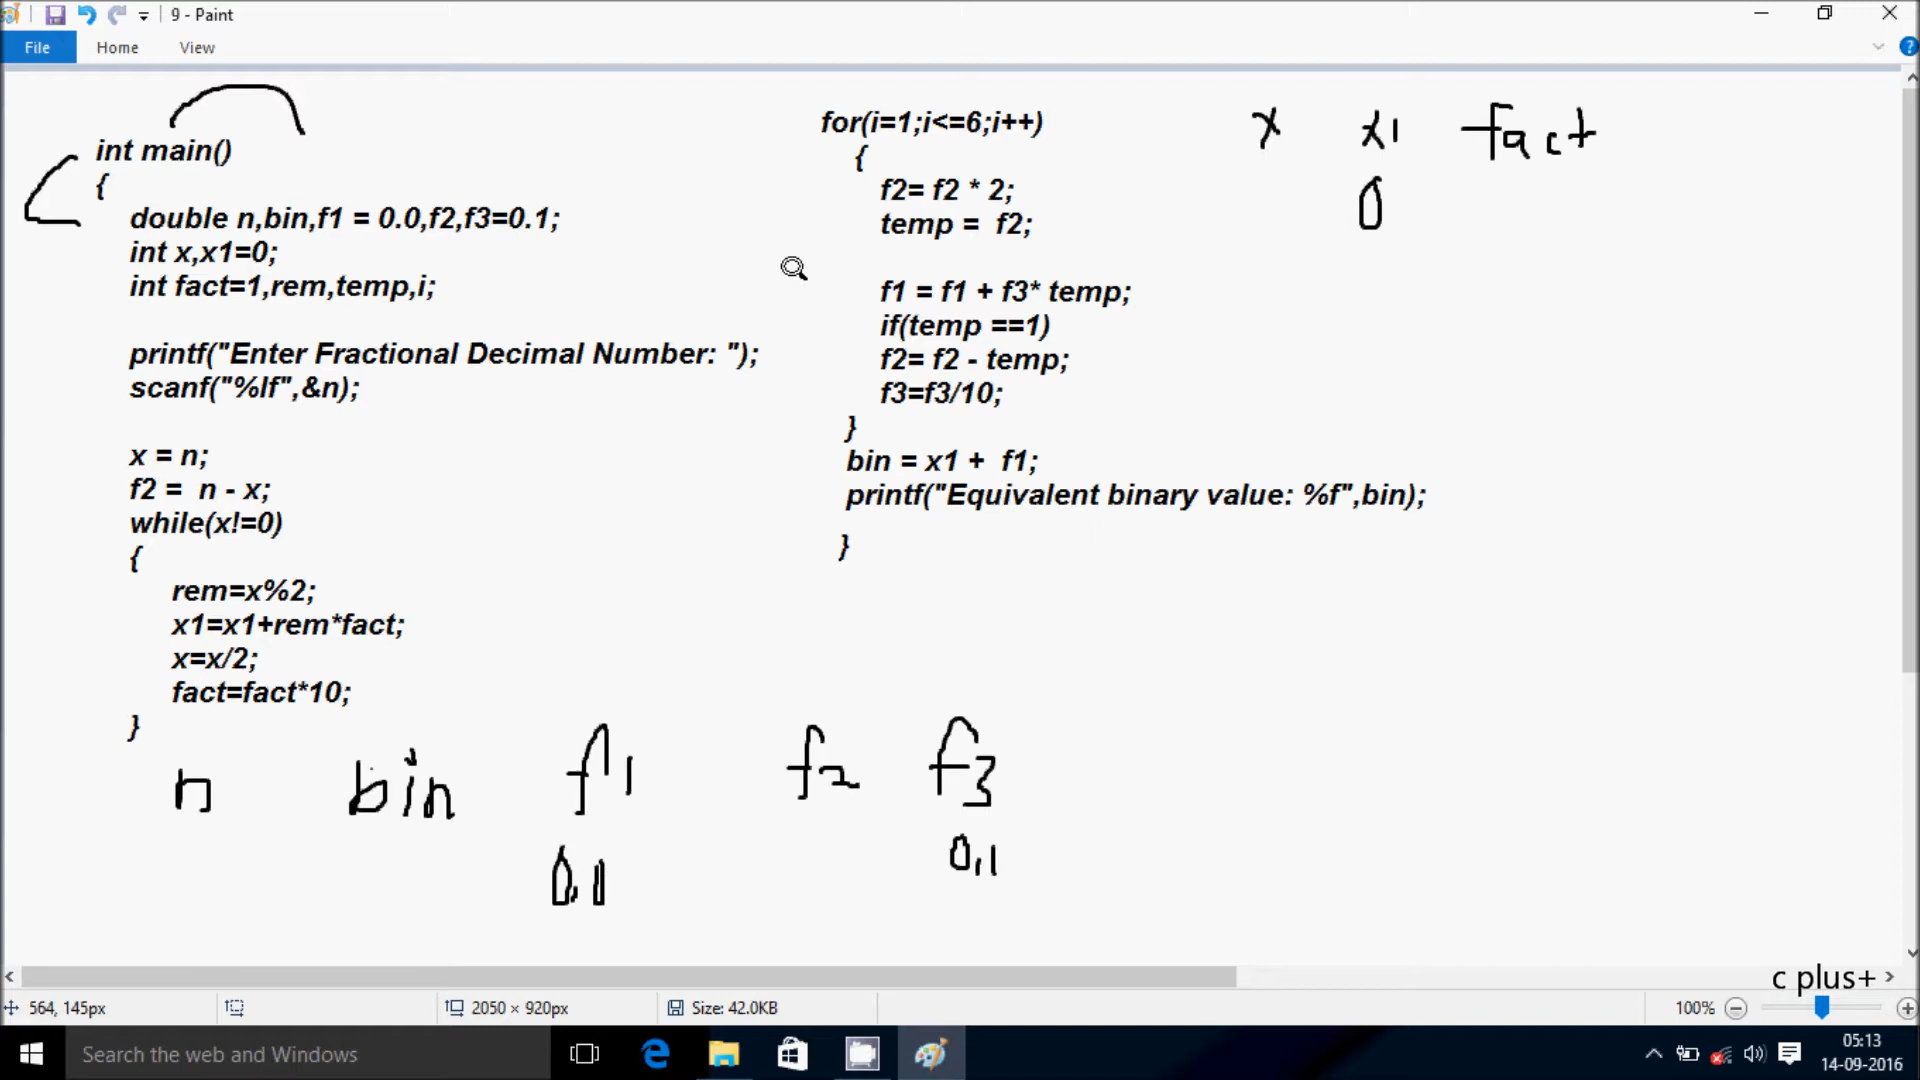 9 - Paint
File Home View
int main()
{
double n,bin,f1 = 0.0,f2,f3=0.1;
int x,x1=0;
int fact=1,rem,temp,i;
printf("Enter Fractional Decimal Number: ");
scanf("%lf",&n);
x = n;
f2 = n - x;
while(x!=0)
{
rem=x%2;
x1=x1+rem*fact;
x=x/2;
fact=fact*10;
}
for(i=1;i<=6;i++)
{
f2= f2 * 2;
temp = f2;
f1 = f1 + f3* temp;
if(temp ==1)
f2= f2 - temp;
f3=f3/10;
}
bin = x1 + f1;
printf("Equivalent binary value: %f",bin);
}
x x1 fact
0
n bin f1 f2 f3
0.0 0.1
c plus+
564, 145px 2050 × 920px Size: 42.0KB 100%
Search the web and Windows
05:13
14-09-2016